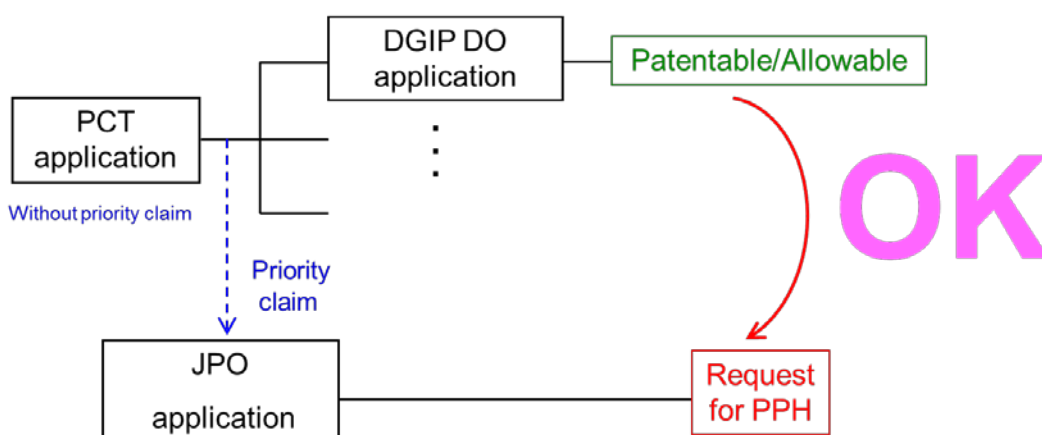 DGIP DO
application
Patentable/Allowable
PCT
application
Without priority claim
OK
Priority
claim
JPO
application
Request
for PPH